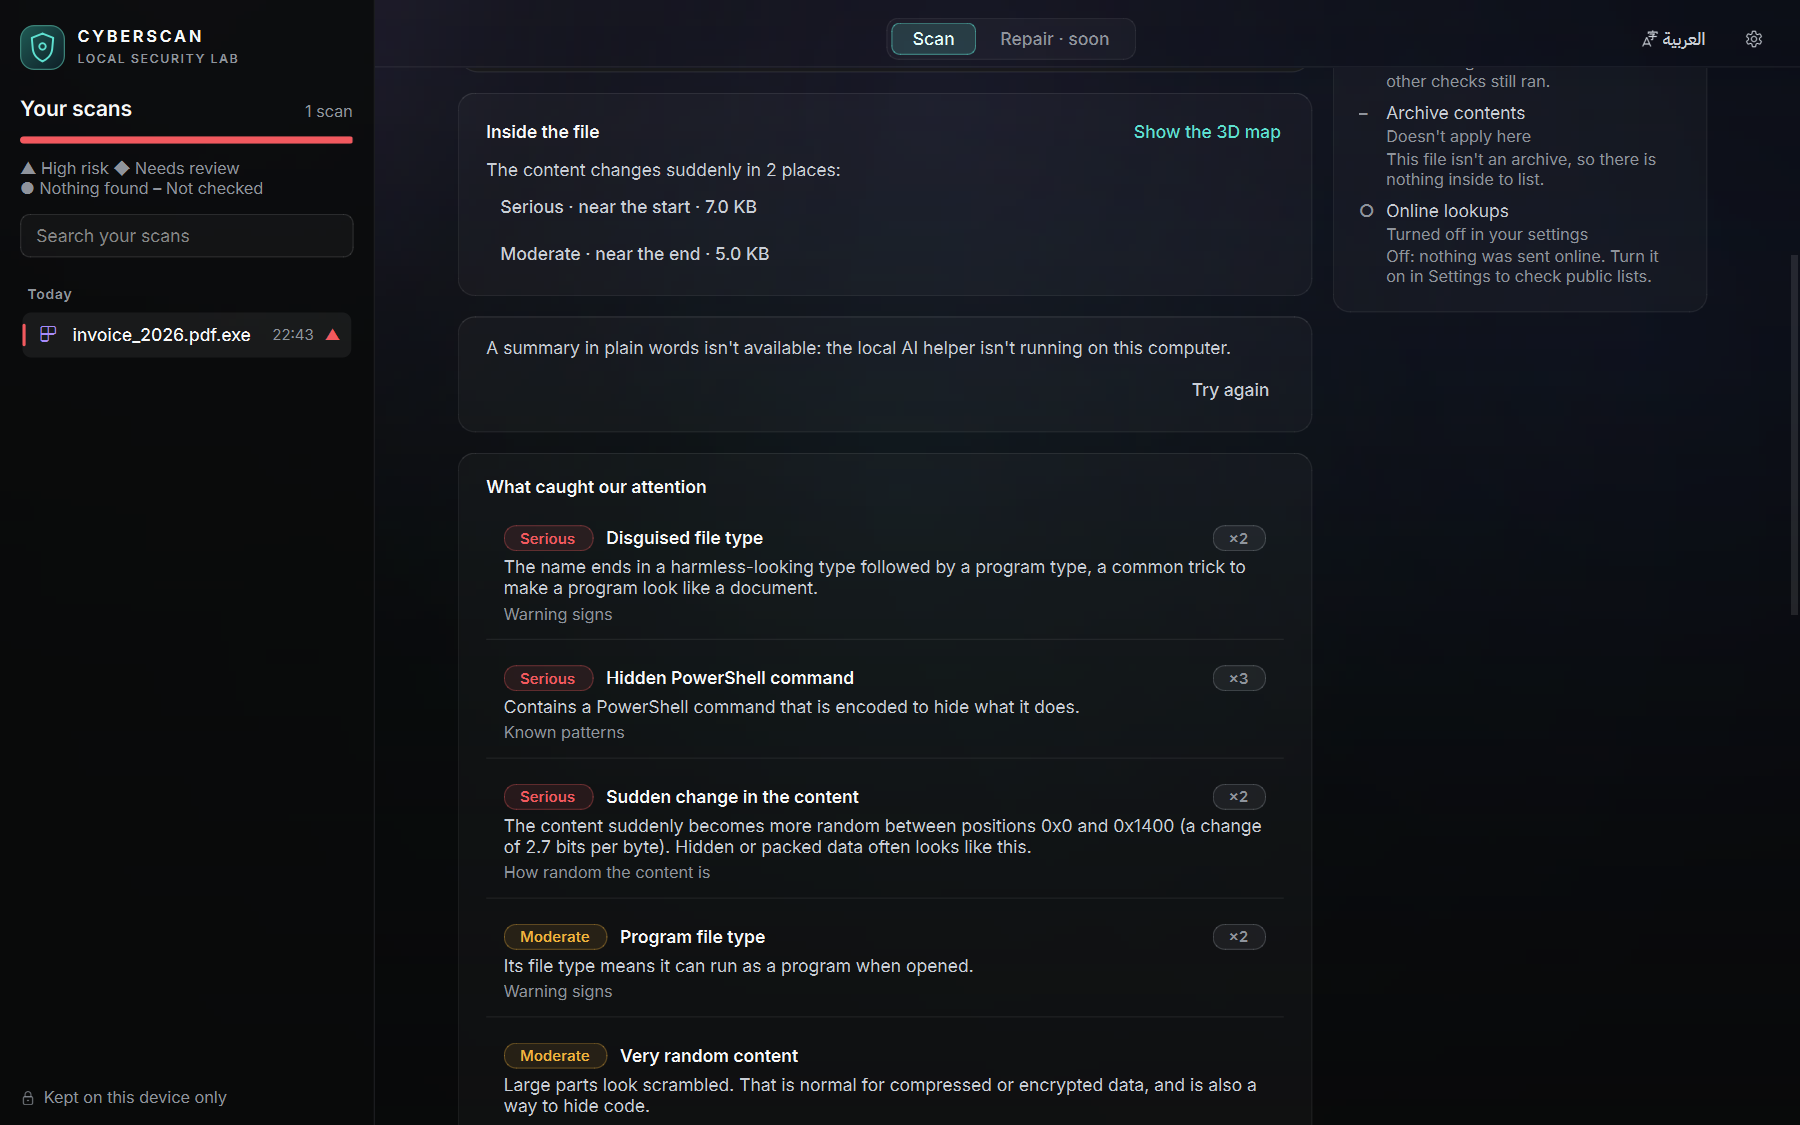 CYBERSCAN
LOCAL SECURITY LAB
Scan
Repair · soon
العربية
Your scans
1 scan
High risk Needs review
Nothing found – Not checked
Search your scans
Today
invoice_2026.pdf.exe 22:43
Kept on this device only
Inside the file
Show the 3D map
The content changes suddenly in 2 places:
Serious · near the start · 7.0 KB
Moderate · near the end · 5.0 KB
A summary in plain words isn't available: the local AI helper isn't running on this computer.
Try again
What caught our attention
Serious Disguised file type ×2
The name ends in a harmless-looking type followed by a program type, a common trick to
make a program look like a document.
Warning signs
Serious Hidden PowerShell command ×3
Contains a PowerShell command that is encoded to hide what it does.
Known patterns
Serious Sudden change in the content ×2
The content suddenly becomes more random between positions 0x0 and 0x1400 (a change
of 2.7 bits per byte). Hidden or packed data often looks like this.
How random the content is
Moderate Program file type ×2
Its file type means it can run as a program when opened.
Warning signs
Moderate Very random content
Large parts look scrambled. That is normal for compressed or encrypted data, and is also a
way to hide code.
other checks still ran.
– Archive contents
Doesn't apply here
This file isn't an archive, so there is
nothing inside to list.
Online lookups
Turned off in your settings
Off: nothing was sent online. Turn it
on in Settings to check public lists.